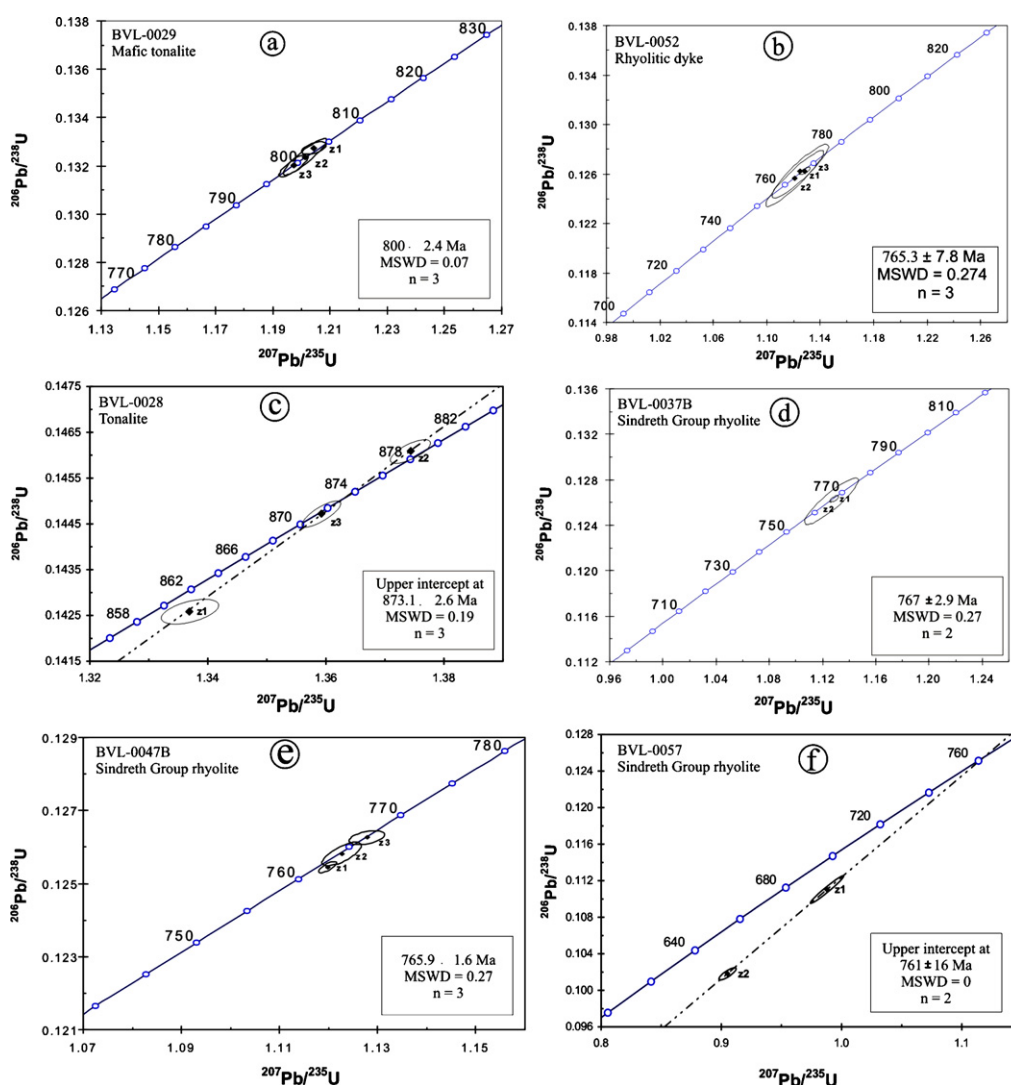 BVL-0029
Mafic tonalite
a
0.138
0.136
0.134
0.132
0.130
0.128
0.126
206Pb/238U
770
780
790
800
810
820
830
z1
z2
z3
800 . 2.4 Ma
MSWD = 0.07
n = 3
1.13
1.15
1.17
1.19
1.21
1.23
1.25
1.27
207Pb/235U
BVL-0052
Rhyolitic dyke
b
0.138
0.134
0.130
0.126
0.122
0.118
0.114
206Pb/238U
700
720
740
760
780
800
820
z3
z1
z2
765.3 ± 7.8 Ma
MSWD = 0.274
n = 3
0.98
1.02
1.06
1.10
1.14
1.18
1.22
1.26
207Pb/235U
BVL-0028
Tonalite
c
0.1475
0.1465
0.1455
0.1445
0.1435
0.1425
0.1415
206Pb/238U
858
862
866
870
874
878
882
z2
z3
z1
Upper intercept at
873.1 . 2.6 Ma
MSWD = 0.19
n = 3
1.32
1.34
1.36
1.38
207Pb/235U
BVL-0037B
Sindreth Group rhyolite
d
0.136
0.132
0.128
0.124
0.120
0.116
0.112
206Pb/238U
710
730
750
770
790
810
z1
z2
767 ± 2.9 Ma
MSWD = 0.27
n = 2
0.96
1.00
1.04
1.08
1.12
1.16
1.20
1.24
207Pb/235U
BVL-0047B
Sindreth Group rhyolite
e
0.129
0.127
0.125
0.123
0.121
206Pb/238U
750
760
770
780
z3
z2
z1
765.9 . 1.6 Ma
MSWD = 0.27
n = 3
1.07
1.09
1.11
1.13
1.15
207Pb/235U
BVL-0057
Sindreth Group rhyolite
f
0.128
0.124
0.120
0.116
0.112
0.108
0.104
0.100
0.096
206Pb/238U
640
680
720
760
z1
z2
Upper intercept at
761 ± 16 Ma
MSWD = 0
n = 2
0.8
0.9
1.0
1.1
207Pb/235U